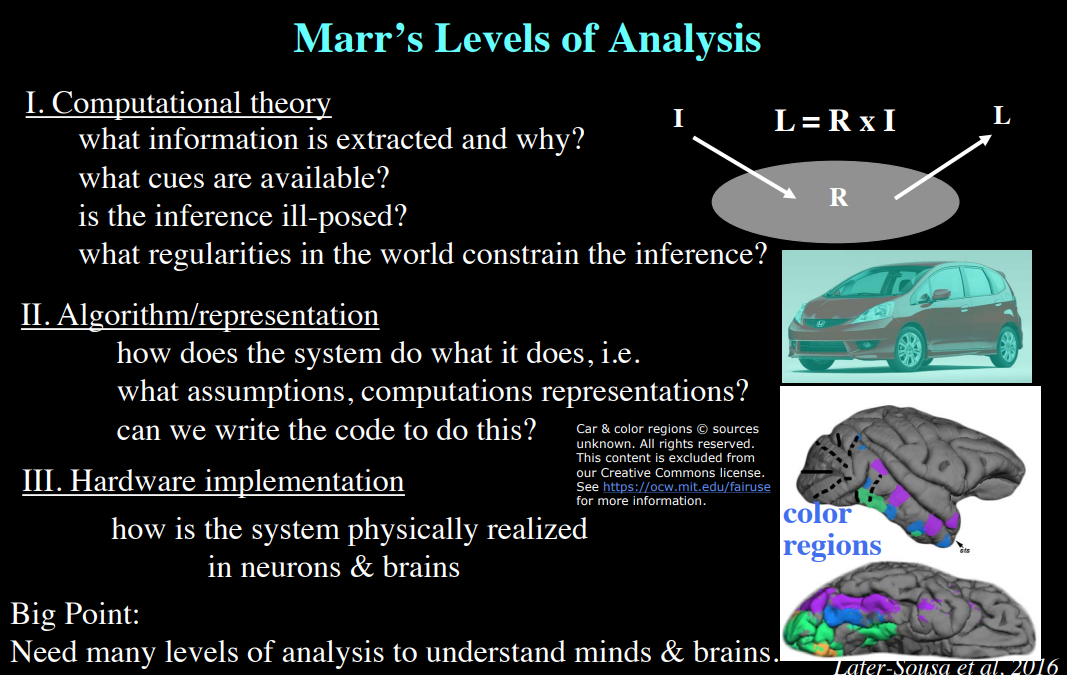 Marr’s Levels of Analysis
I. Computational theory
what information is extracted and why?
what cues are available?
is the inference ill-posed?
what regularities in the world constrain the inference?
I
L = R x I
L
R
II. Algorithm/representation
how does the system do what it does, i.e.
what assumptions, computations representations?
can we write the code to do this?
Car & color regions © sources
unknown. All rights reserved.
This content is excluded from
our Creative Commons license.
See https://ocw.mit.edu/fairuse
for more information.
III. Hardware implementation
how is the system physically realized
in neurons & brains
color
regions
sts
Big Point:
Need many levels of analysis to understand minds & brains.
Lafer-Sousa et al, 2016